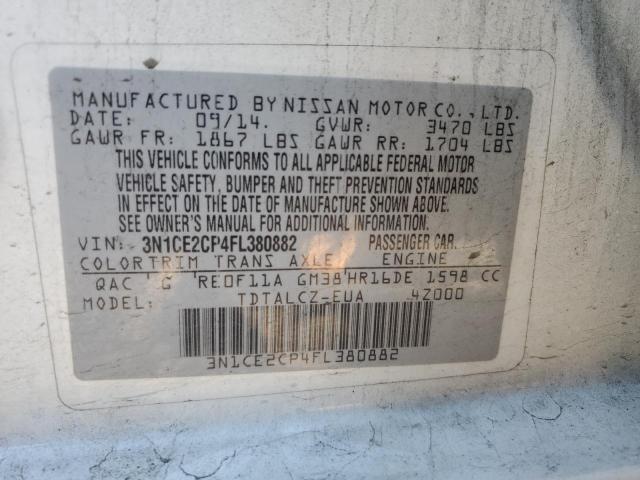 MANUFACTURED BY NISSAN MOTOR CO., LTD.
DATE: 09/14. GVWR: 3470 LBS
GAWR FR: 1867 LBS GAWR RR: 1704 LBS
THIS VEHICLE CONFORMS TO ALL APPLICABLE FEDERAL MOTOR
VEHICLE SAFETY, BUMPER AND THEFT PREVENTION STANDARDS
IN EFFECT ON THE DATE OF MANUFACTURE SHOWN ABOVE.
SEE OWNER'S MANUAL FOR ADDITIONAL INFORMATION.
VIN: 3N1CE2CP4FL380882 PASSENGER CAR.
COLOR TRIM TRANS AXLE ENGINE
QAC G RE0F11A GM38 HR16DE 1598 CC
MODEL: TDTALCZ-EUA 4Z000
3N1CE2CP4FL380882